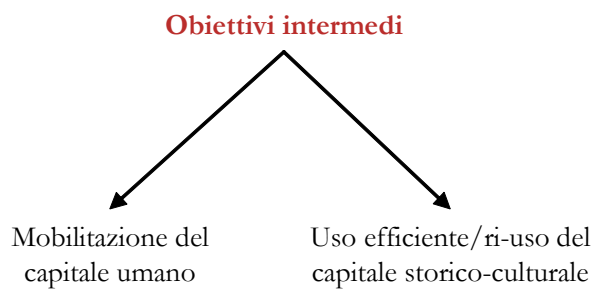 Obiettivi intermedi
Mobilitazione del
capitale umano
Uso efficiente/ri-uso del
capitale storico-culturale